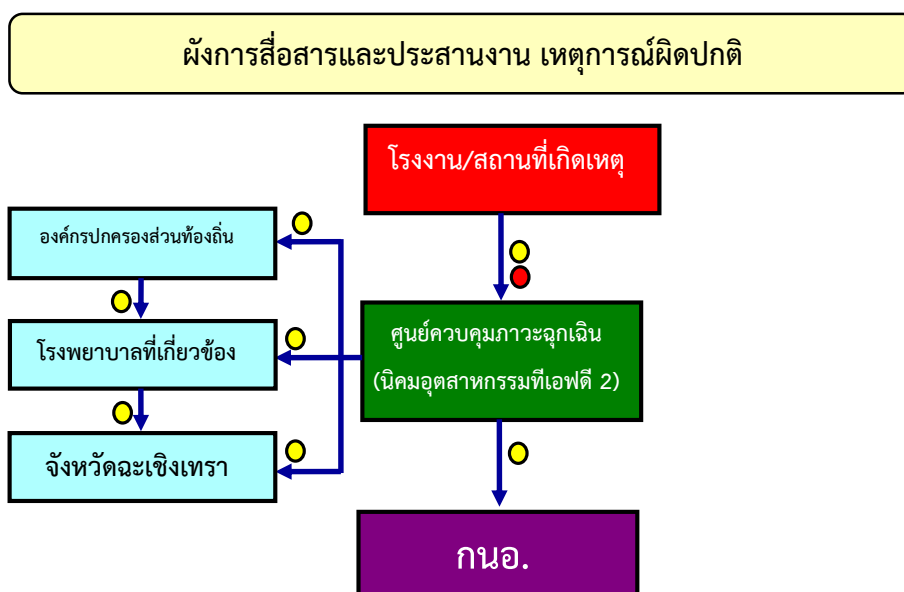 ผังการสื่อสารและประสานงาน เหตุการณ์ผิดปกติ
โรงงาน/สถานที่เกิดเหตุ
องค์กรปกครองส่วนท้องถิ่น
ศูนย์ควบคุมภาวะฉุกเฉิน
(นิคมอุตสาหกรรมทีเอฟดี 2)
โรงพยาบาลที่เกี่ยวข้อง
จังหวัดฉะเชิงเทรา
กนอ.